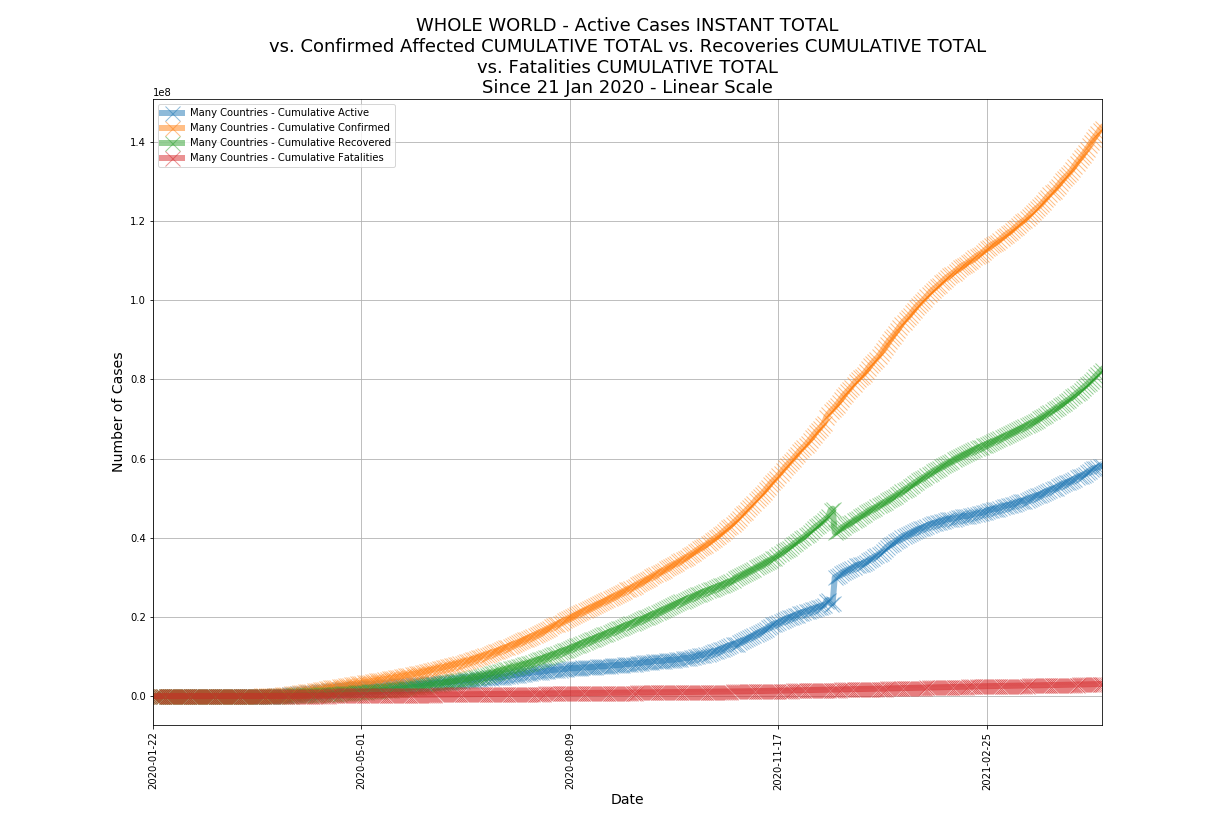 WHOLE WORLD - Active Cases INSTANT TOTAL
vs. Confirmed Affected CUMULATIVE TOTAL vs. Recoveries CUMULATIVE TOTAL
vs. Fatalities CUMULATIVE TOTAL
Since 21 Jan 2020 - Linear Scale
1e8
Many Countries - Cumulative Active
Many Countries - Cumulative Confirmed
Many Countries - Cumulative Recovered
Many Countries - Cumulative Fatalities
1.4
1.2
1.0
0.8
0.6
0.4
0.2
0.0
Number of Cases
2020-01-22
2020-05-01
2020-08-09
2020-11-17
2021-02-25
Date